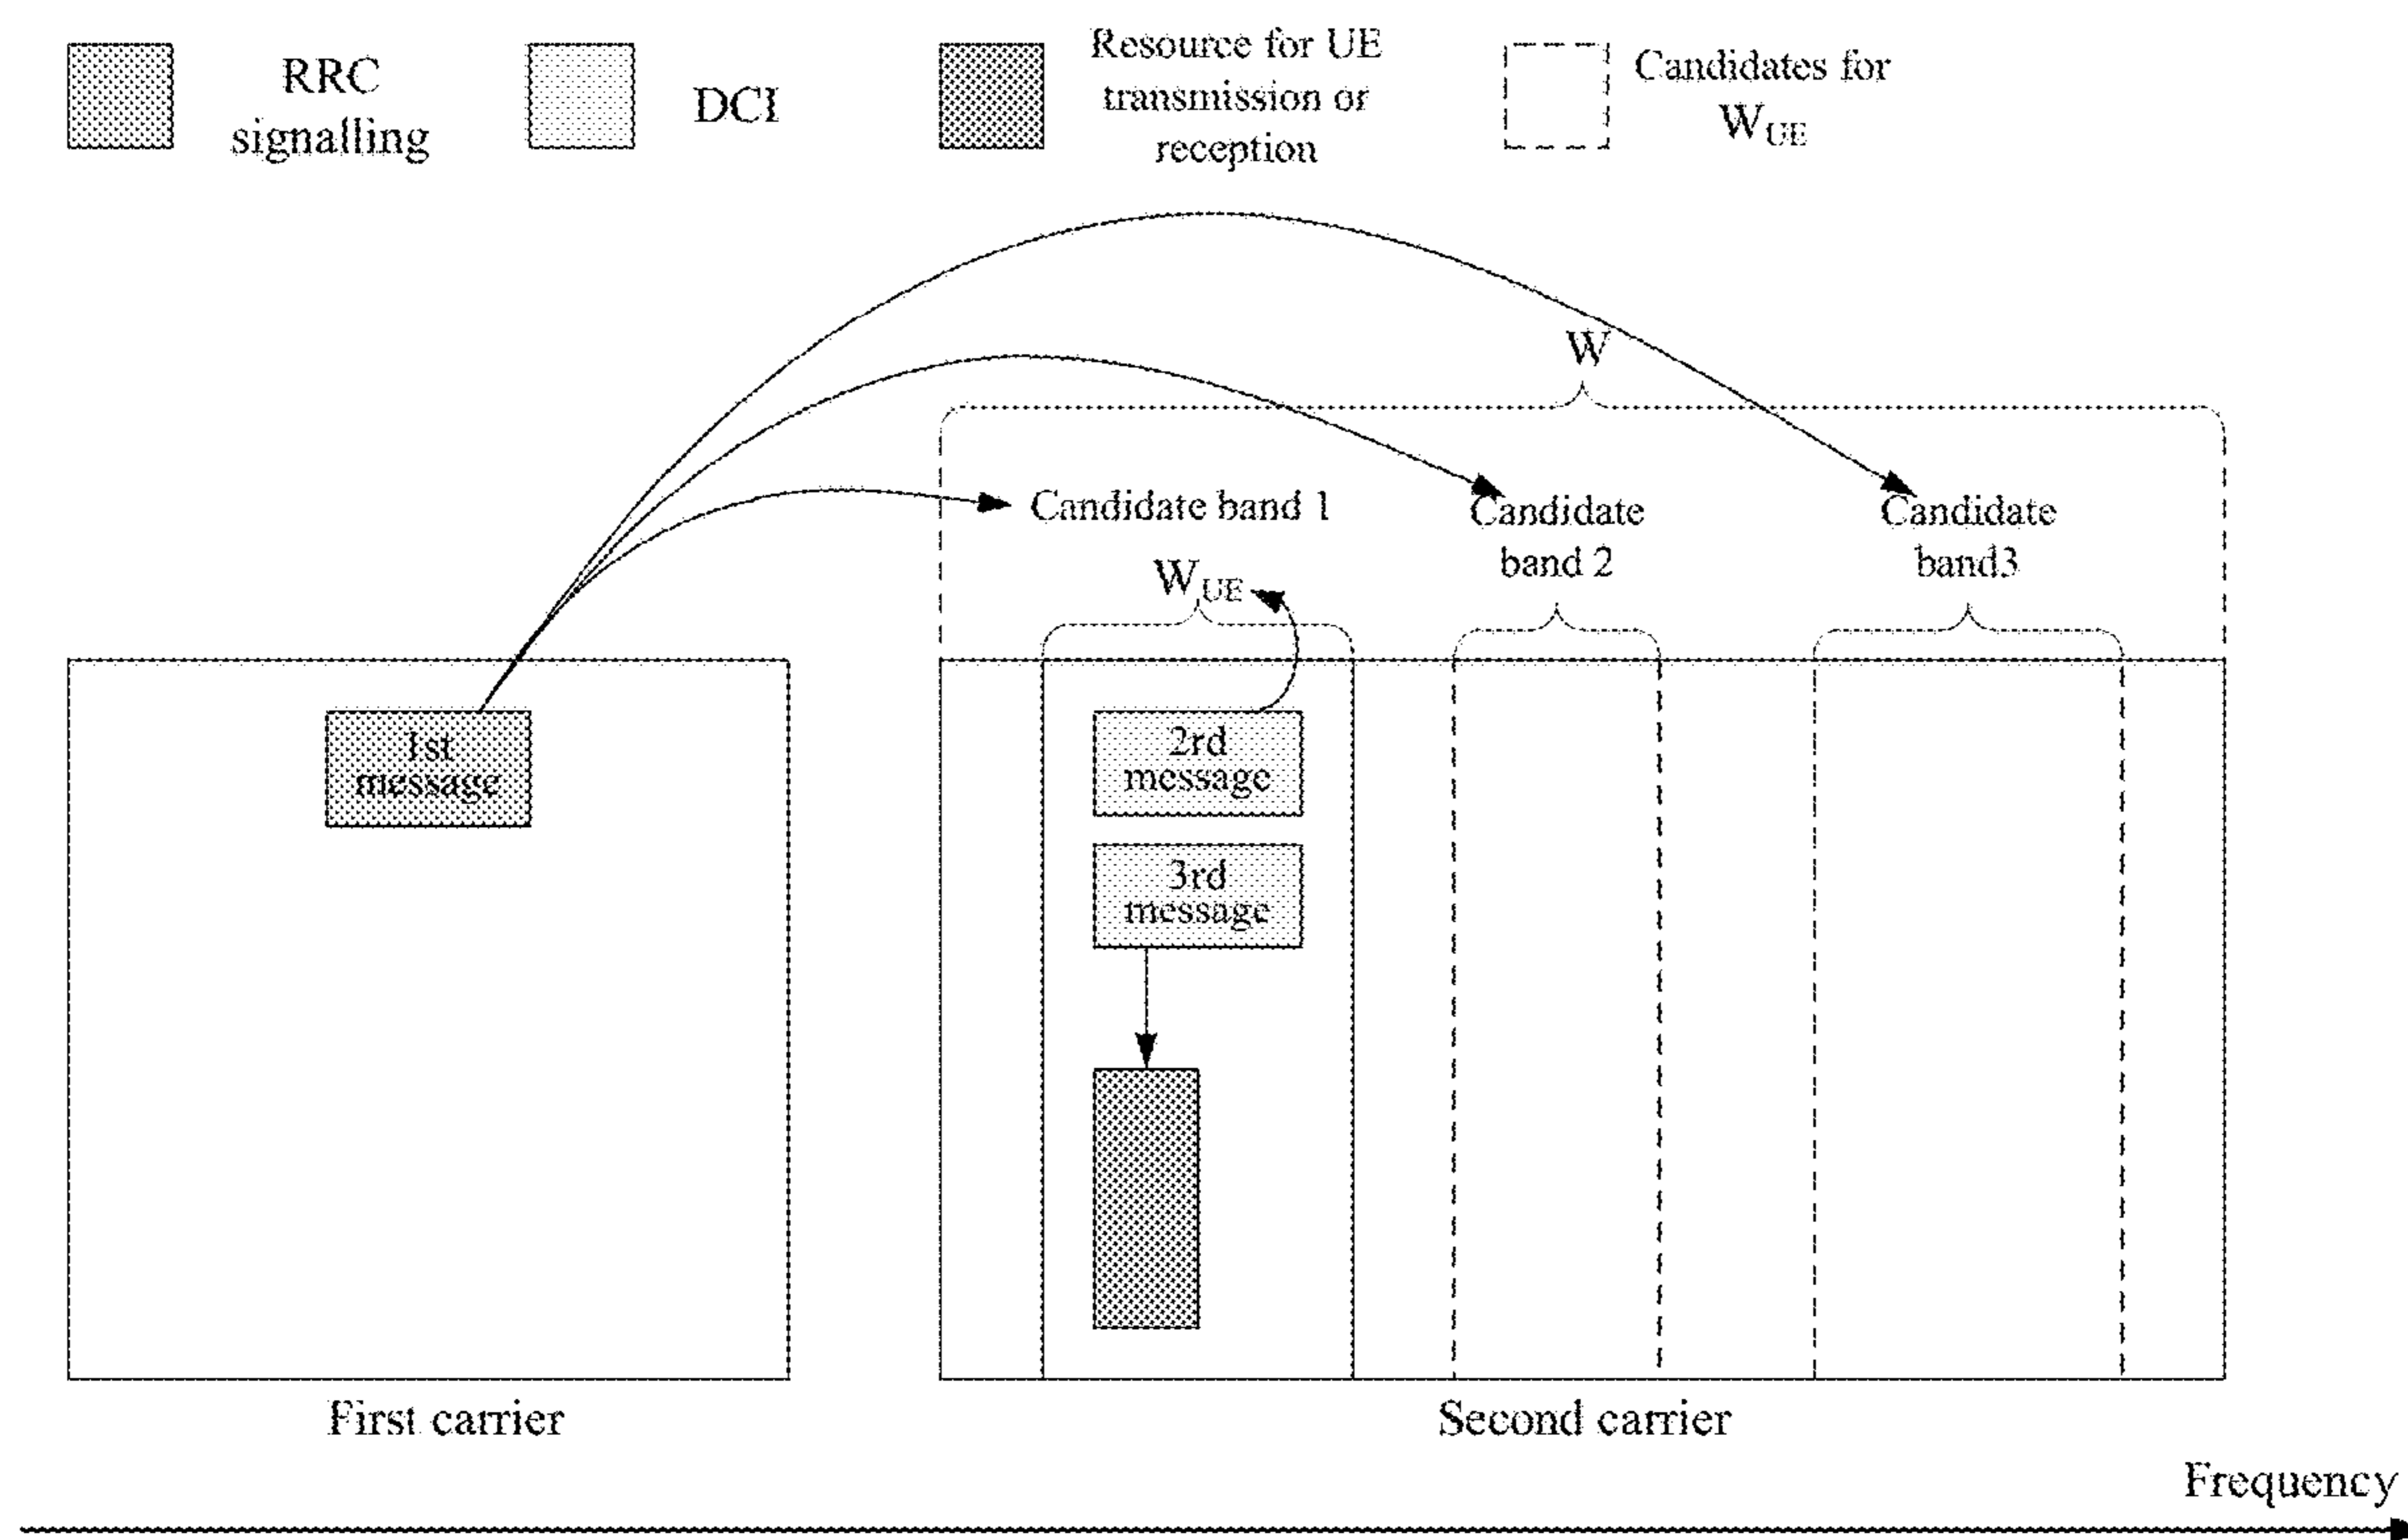 RRC
signalling
DCI
Resource for UE
transmission or
reception
Candidates for
WUE
W
Candidate band 1
Candidate
band 2
Candidate
band3
WUE
1st
message
2rd
message
3rd
message
First carrier
Second carrier
Frequency